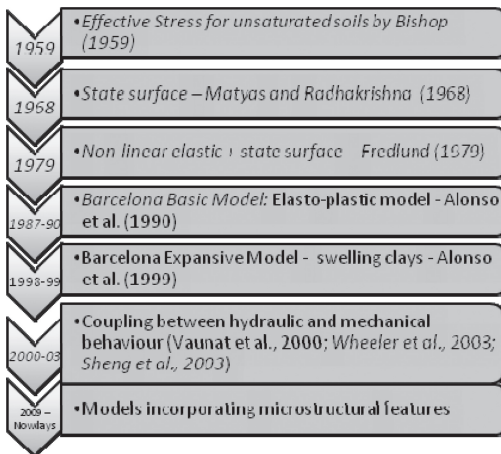 1959
•Effective Stress for unsaturated soils by Bishop
(1959)
1968
•State surface – Matyas and Radhakrishna (1968)
1979
•Non linear elastic + state surface Fredlund (1979)
1987-90
•Barcelona Basic Model: Elasto-plastic model - Alonso
et al. (1990)
1998-99
•Barcelona Expansive Model - swelling clays - Alonso
et al. (1999)
2000-03
•Coupling between hydraulic and mechanical
behaviour (Vaunat et al., 2000; Wheeler et al., 2003;
Sheng et al., 2003)
2009 –
Nowdays
•Models incorporating microstructural features